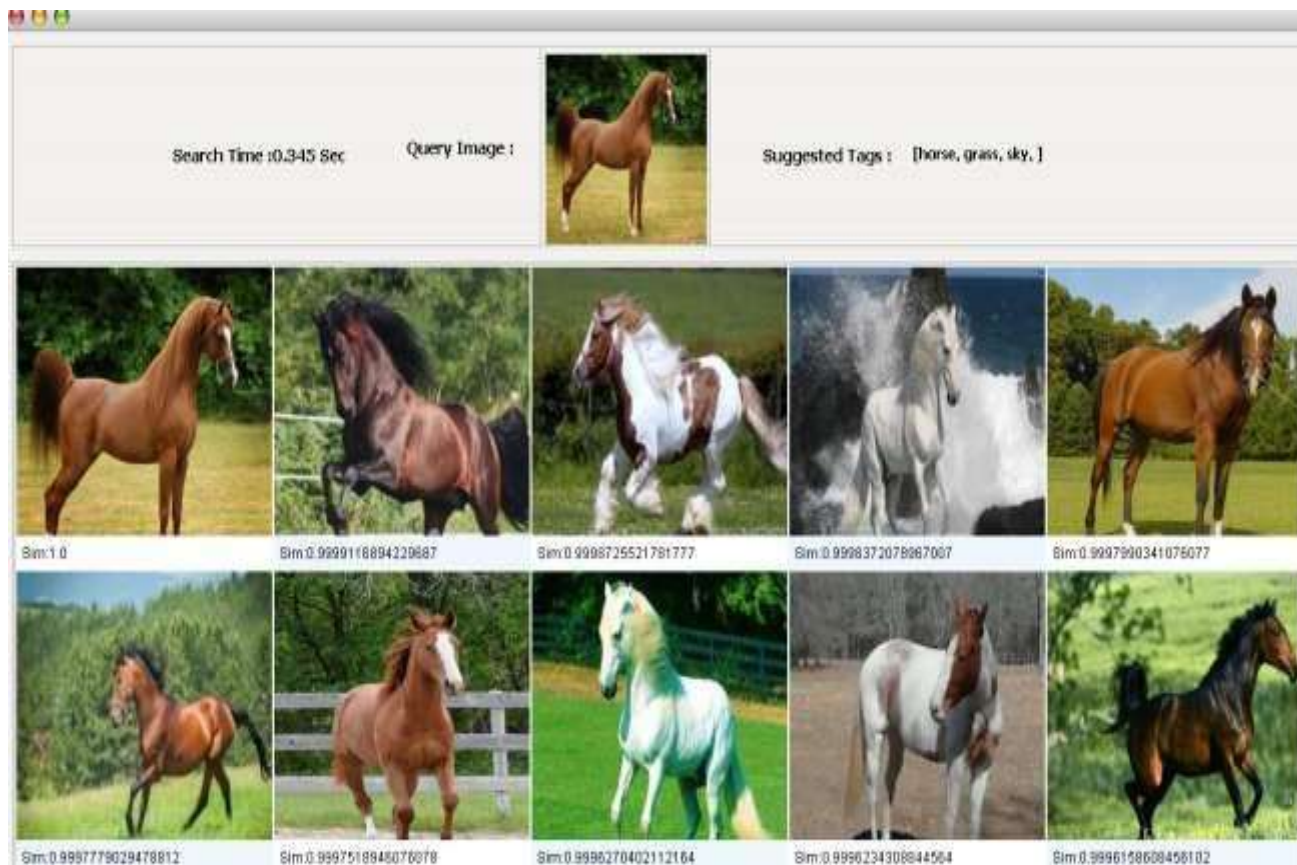 Search Time :0.345 Sec
Query Image :
Suggested Tags : [horse, grass, sky, ]
Sim:1.0
Sim:0.9999118894229687
Sim:0.9998725521781777
Sim:0.9998372078967007
Sim:0.9997990341076077
Sim:0.9997779029478812
Sim:0.9997518946076078
Sim:0.9996270402112164
Sim:0.9996234308844564
Sim:0.9996158608456102